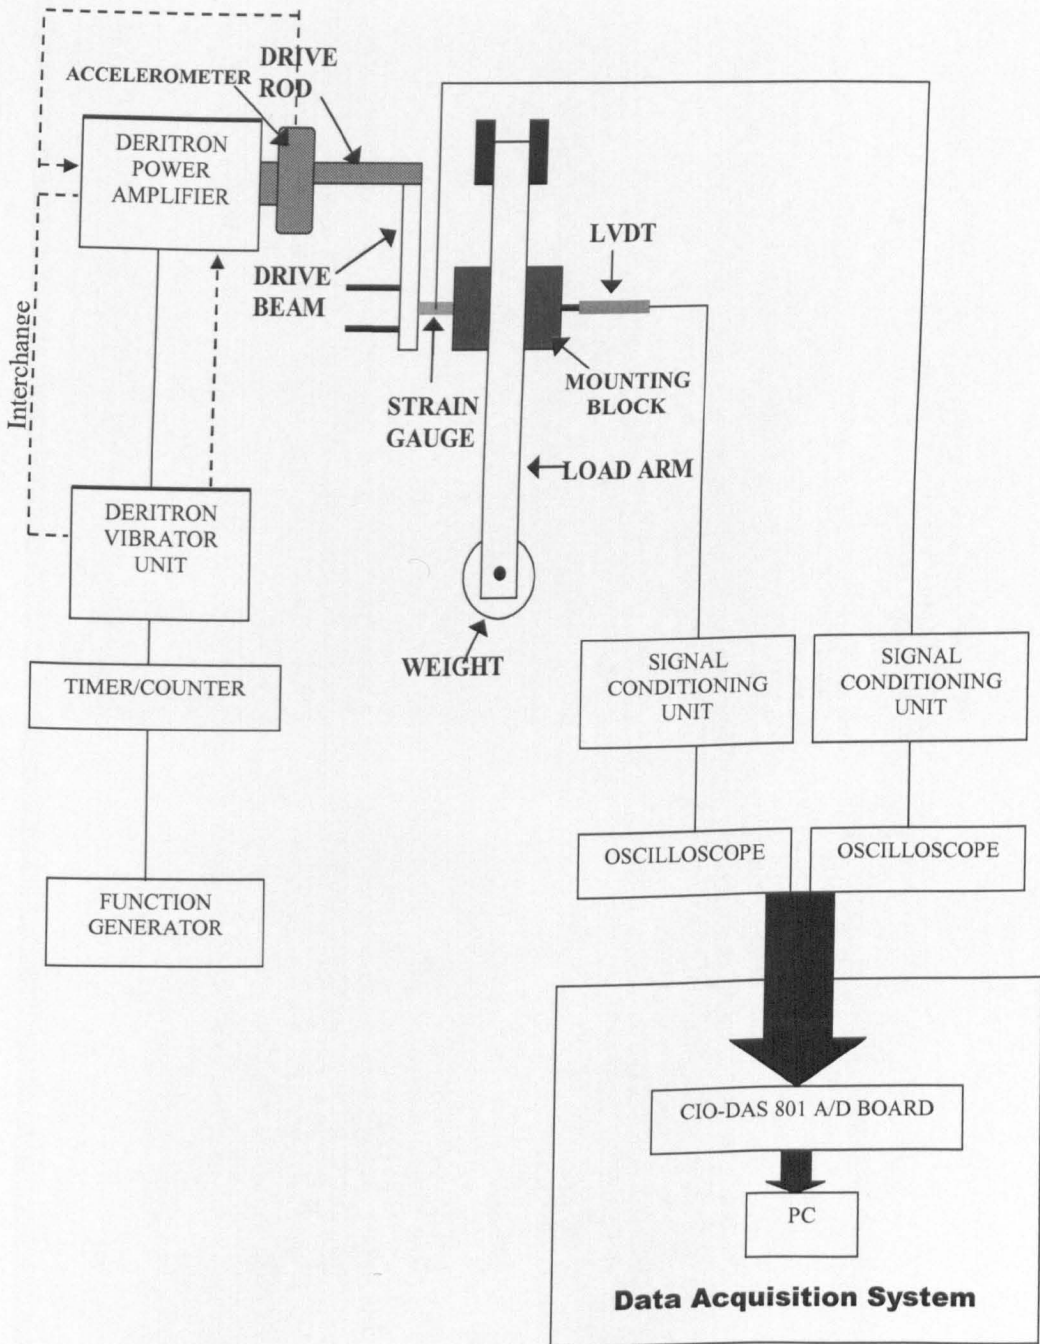 DRIVE
ROD
ACCELEROMETER
DERITRON
POWER
AMPLIFIER
LVDT
DRIVE
BEAM
Interchange
MOUNTING
BLOCK
STRAIN
GAUGE
LOAD ARM
DERITRON
VIBRATOR
UNIT
WEIGHT
TIMER/COUNTER
SIGNAL
CONDITIONING
UNIT
SIGNAL
CONDITIONING
UNIT
OSCILLOSCOPE
OSCILLOSCOPE
FUNCTION
GENERATOR
CIO-DAS 801 A/D BOARD
PC
Data Acquisition System